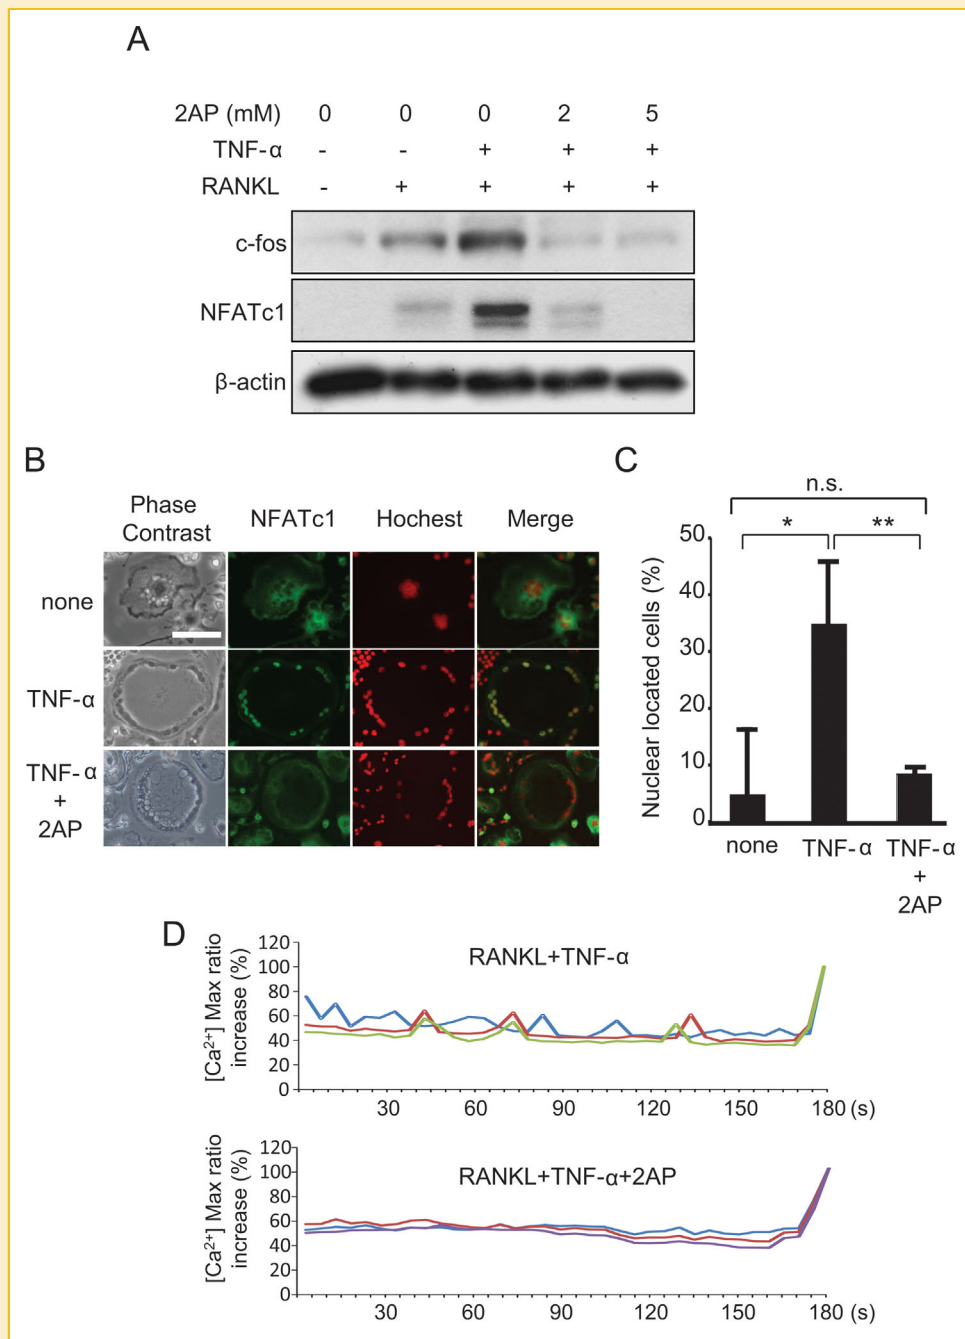 A
2AP (mM) 0 0 0 2 5
TNF-α - - + + +
RANKL - + + + +
c-fos
NFATc1
β-actin
B
Phase Contrast NFATc1 Hochest Merge
none
TNF-α
TNF-α
+
2AP
C
n.s.
* **
Nuclear located cells (%)
50
40
30
20
10
0
none TNF-α TNF-α
+
2AP
D
RANKL+TNF-α
[Ca²⁺] Max ratio
increase (%)
120
100
80
60
40
20
0
30 60 90 120 150 180 (s)
RANKL+TNF-α+2AP
[Ca²⁺] Max ratio
increase (%)
120
100
80
60
40
20
0
30 60 90 120 150 180 (s)